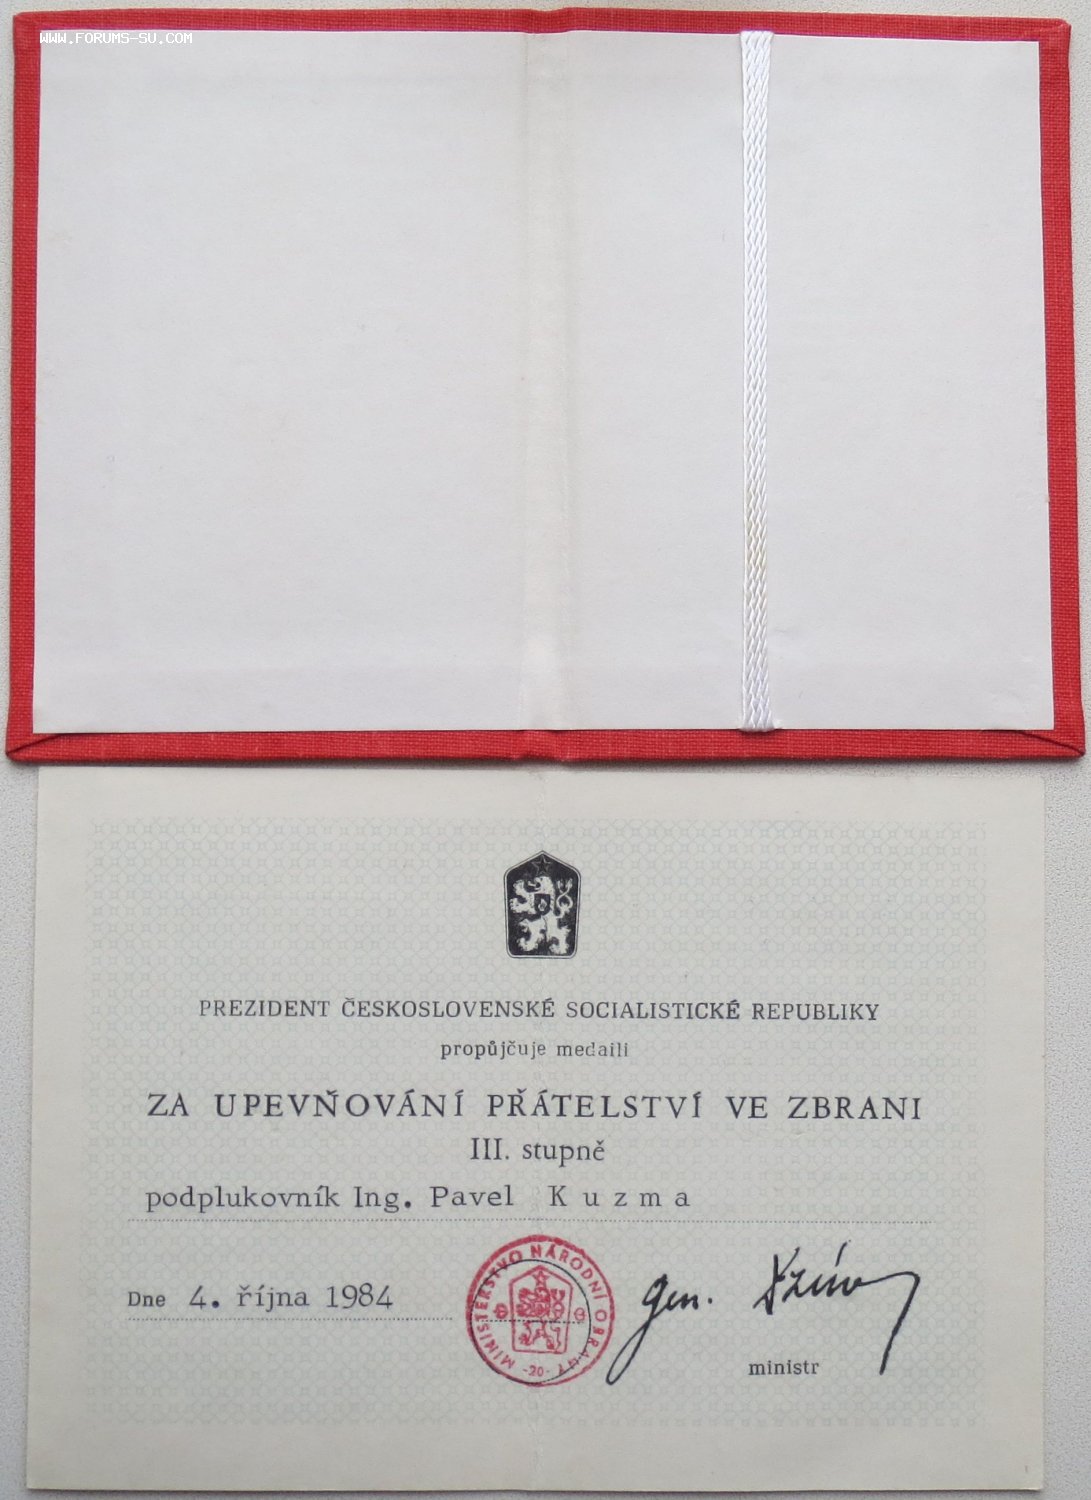 WWW.FORUMS-SU.COM
PREZIDENT ČESKOSLOVENSKÉ SOCIALISTICKÉ REPUBLIKY
propůjčuje medaili
ZA UPEVŇOVÁNÍ PŘÁTELSTVÍ VE ZBRANI
III. stupně
podplukovník Ing. Pavel K u z m a
Dne 4. října 1984
MINISTERSTVO NÁRODNÍ OBRANY
-20-
gen.
ministr